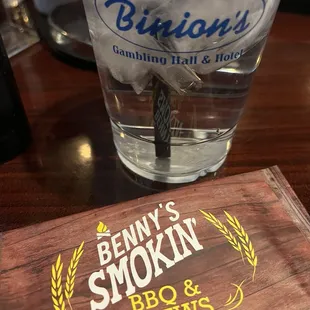 Binion's
Gambling Hall & Hotel
BENNY'S
SMOKIN'
BBQ &